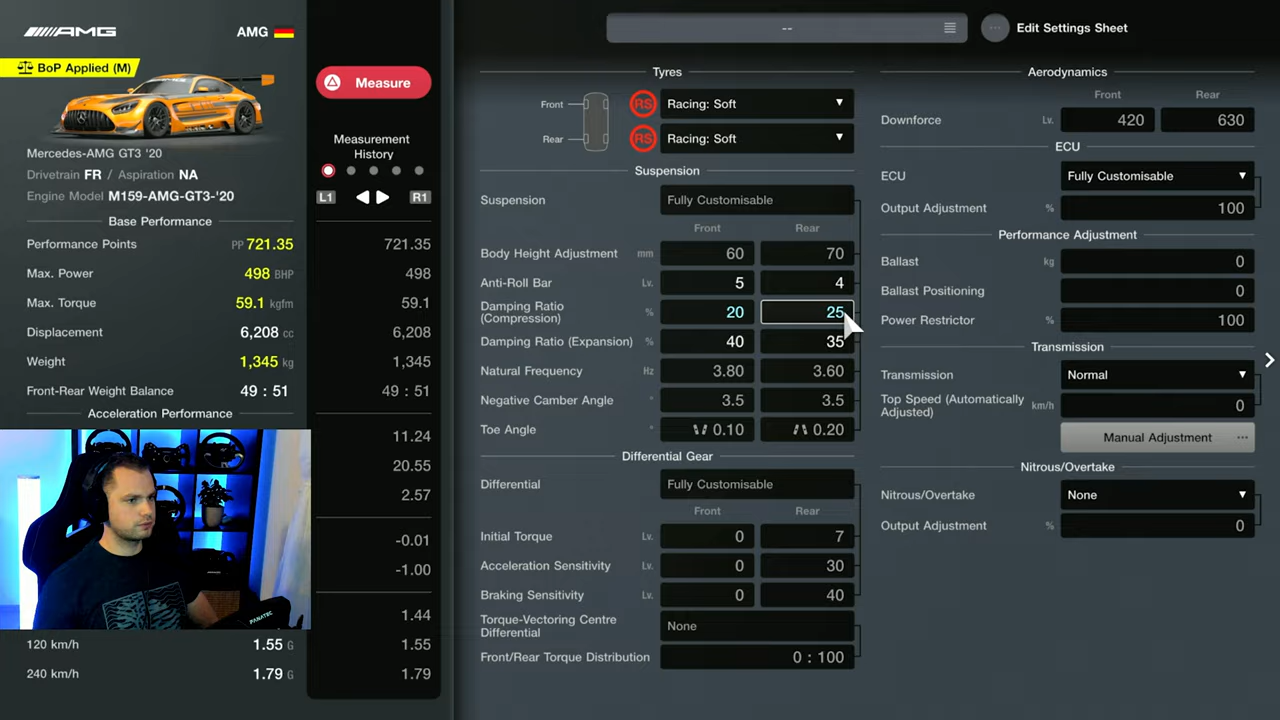 AMG
AMG
BoP Applied (M)
Mercedes-AMG GT3 '20
Drivetrain FR / Aspiration NA
Engine Model M159-AMG-GT3-'20
Base Performance
Performance Points PP 721.35
Max. Power 498 BHP
Max. Torque 59.1 kgfm
Displacement 6,208 cc
Weight 1,345 kg
Front-Rear Weight Balance 49 : 51
Acceleration Performance
120 km/h 1.55 G
240 km/h 1.79 G
FANATEC
Measure
Measurement
History
L1 R1
721.35
498
59.1
6,208
1,345
49 : 51
11.24
20.55
2.57
-0.01
-1.00
1.44
1.55
1.79
--
Edit Settings Sheet
Tyres
Front RS Racing: Soft
Rear RS Racing: Soft
Suspension
Suspension Fully Customisable
Front Rear
Body Height Adjustment mm 60 70
Anti-Roll Bar Lv. 5 4
Damping Ratio
(Compression) % 20 25
Damping Ratio (Expansion) % 40 35
Natural Frequency Hz 3.80 3.60
Negative Camber Angle ° 3.5 3.5
Toe Angle ° 0.10 0.20
Differential Gear
Differential Fully Customisable
Front Rear
Initial Torque Lv. 0 7
Acceleration Sensitivity Lv. 0 30
Braking Sensitivity Lv. 0 40
Torque-Vectoring Centre
Differential None
Front/Rear Torque Distribution 0 : 100
Aerodynamics
Front Rear
Downforce Lv. 420 630
ECU
ECU Fully Customisable
Output Adjustment % 100
Performance Adjustment
Ballast kg 0
Ballast Positioning 0
Power Restrictor % 100
Transmission
Transmission Normal
Top Speed (Automatically
Adjusted) km/h 0
Manual Adjustment
Nitrous/Overtake
Nitrous/Overtake None
Output Adjustment % 0